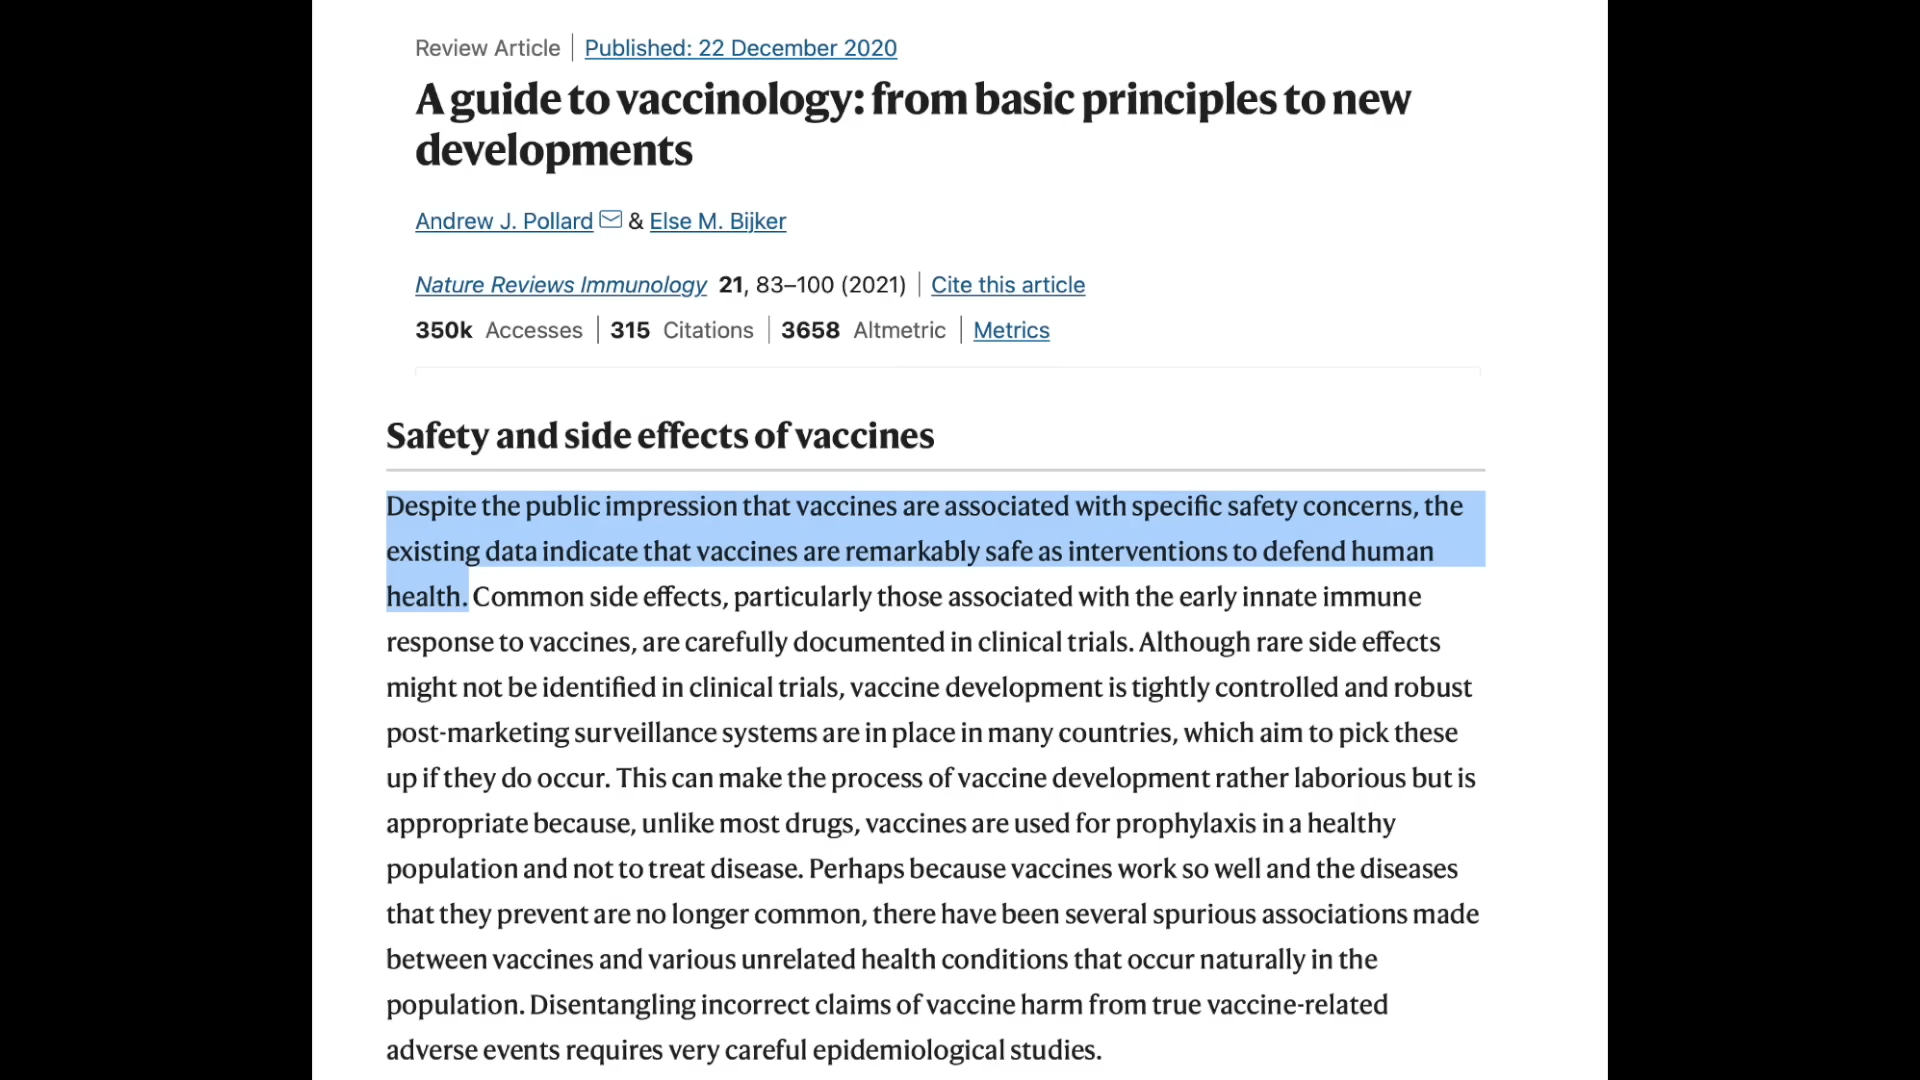 Review Article | Published: 22 December 2020
A guide to vaccinology: from basic principles to new
developments
Andrew J. Pollard & Else M. Bijker
Nature Reviews Immunology 21, 83–100 (2021) | Cite this article
350k Accesses | 315 Citations | 3658 Altmetric | Metrics
Safety and side effects of vaccines
Despite the public impression that vaccines are associated with specific safety concerns, the
existing data indicate that vaccines are remarkably safe as interventions to defend human
health. Common side effects, particularly those associated with the early innate immune
response to vaccines, are carefully documented in clinical trials. Although rare side effects
might not be identified in clinical trials, vaccine development is tightly controlled and robust
post-marketing surveillance systems are in place in many countries, which aim to pick these
up if they do occur. This can make the process of vaccine development rather laborious but is
appropriate because, unlike most drugs, vaccines are used for prophylaxis in a healthy
population and not to treat disease. Perhaps because vaccines work so well and the diseases
that they prevent are no longer common, there have been several spurious associations made
between vaccines and various unrelated health conditions that occur naturally in the
population. Disentangling incorrect claims of vaccine harm from true vaccine-related
adverse events requires very careful epidemiological studies.